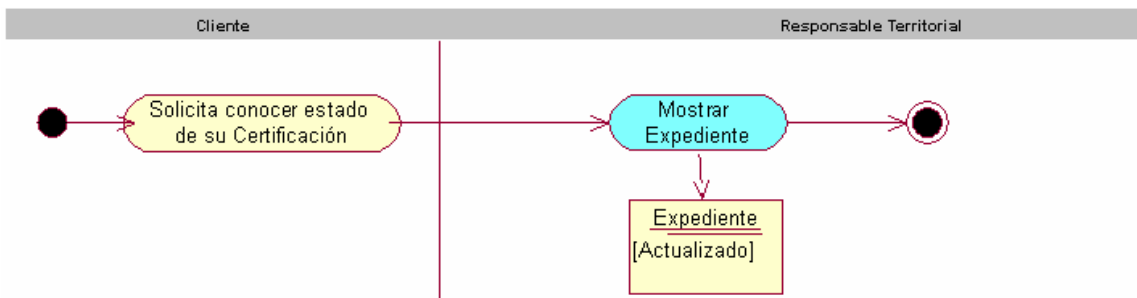 Cliente
Responsable Territorial
Solicita conocer estado
de su Certificación
Mostrar
Expediente
Expediente
[Actualizado]